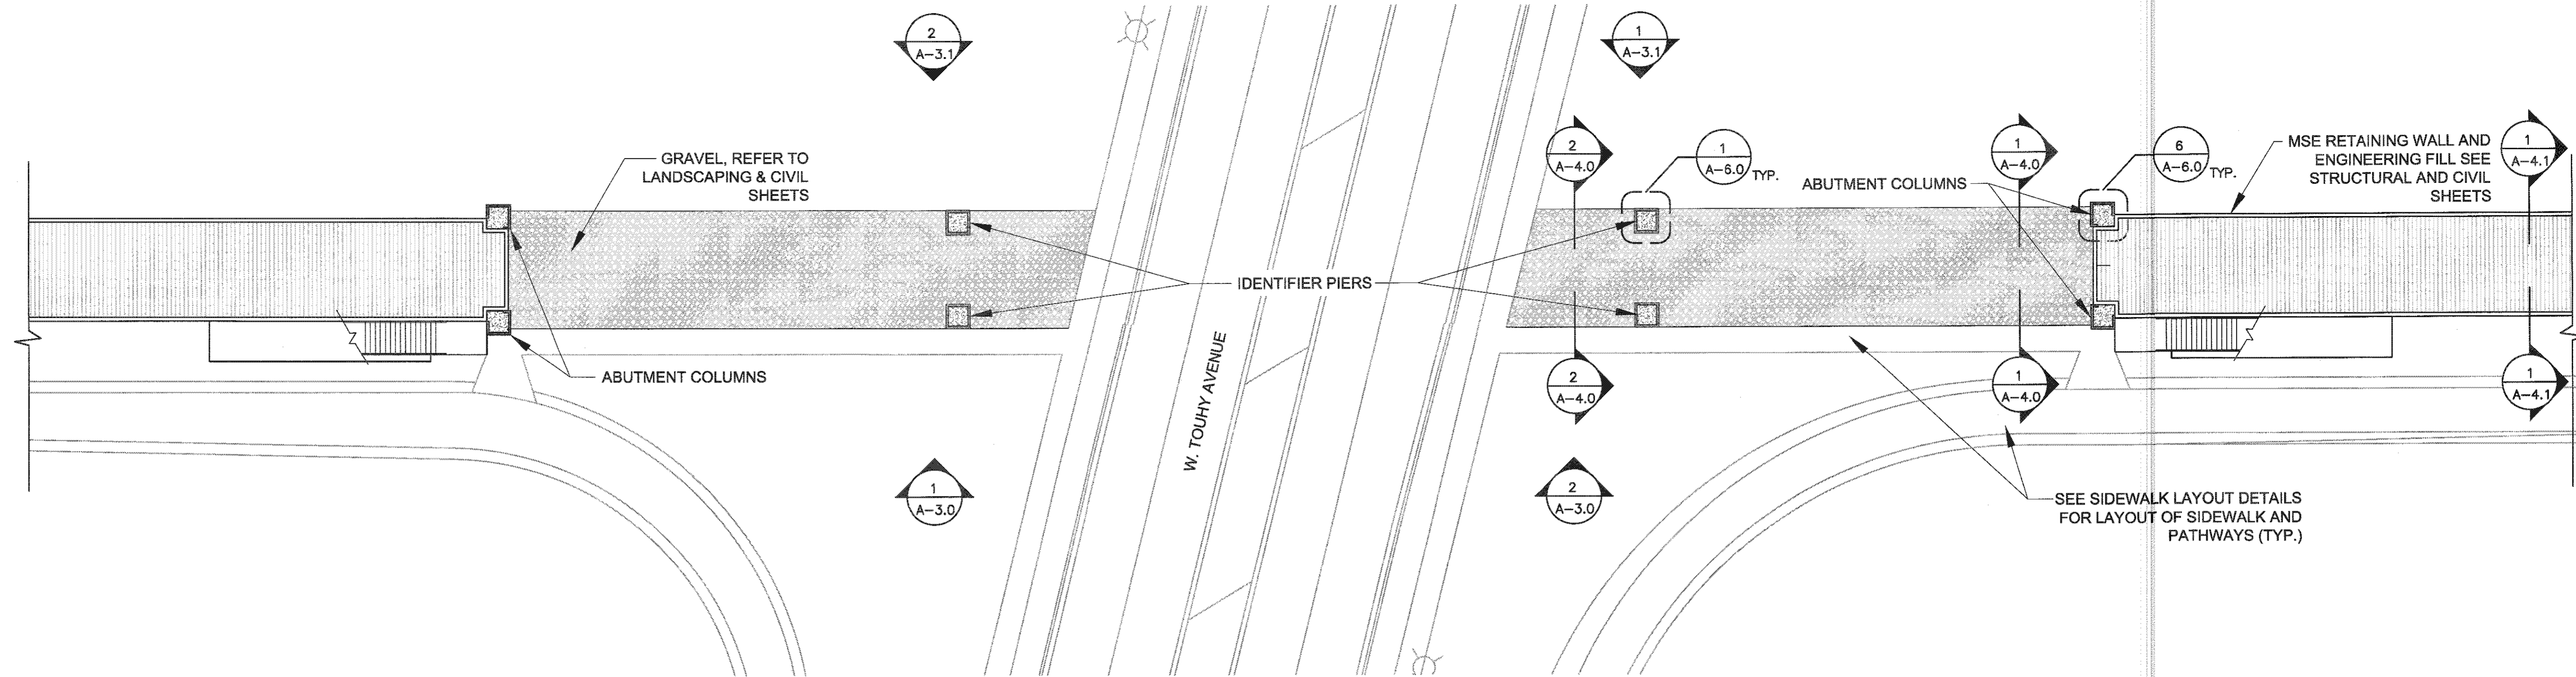 2
A-3.1
1
A-3.1
GRAVEL, REFER TO
LANDSCAPING & CIVIL
SHEETS
2
A-4.0
1
A-6.0
TYP.
ABUTMENT COLUMNS
1
A-4.0
6
A-6.0
TYP.
MSE RETAINING WALL AND
ENGINEERING FILL SEE
STRUCTURAL AND CIVIL
SHEETS
1
A-4.1
IDENTIFIER PIERS
W. TOUHY AVENUE
ABUTMENT COLUMNS
2
A-4.0
1
A-4.0
1
A-4.1
1
A-3.0
2
A-3.0
SEE SIDEWALK LAYOUT DETAILS
FOR LAYOUT OF SIDEWALK AND
PATHWAYS (TYP.)